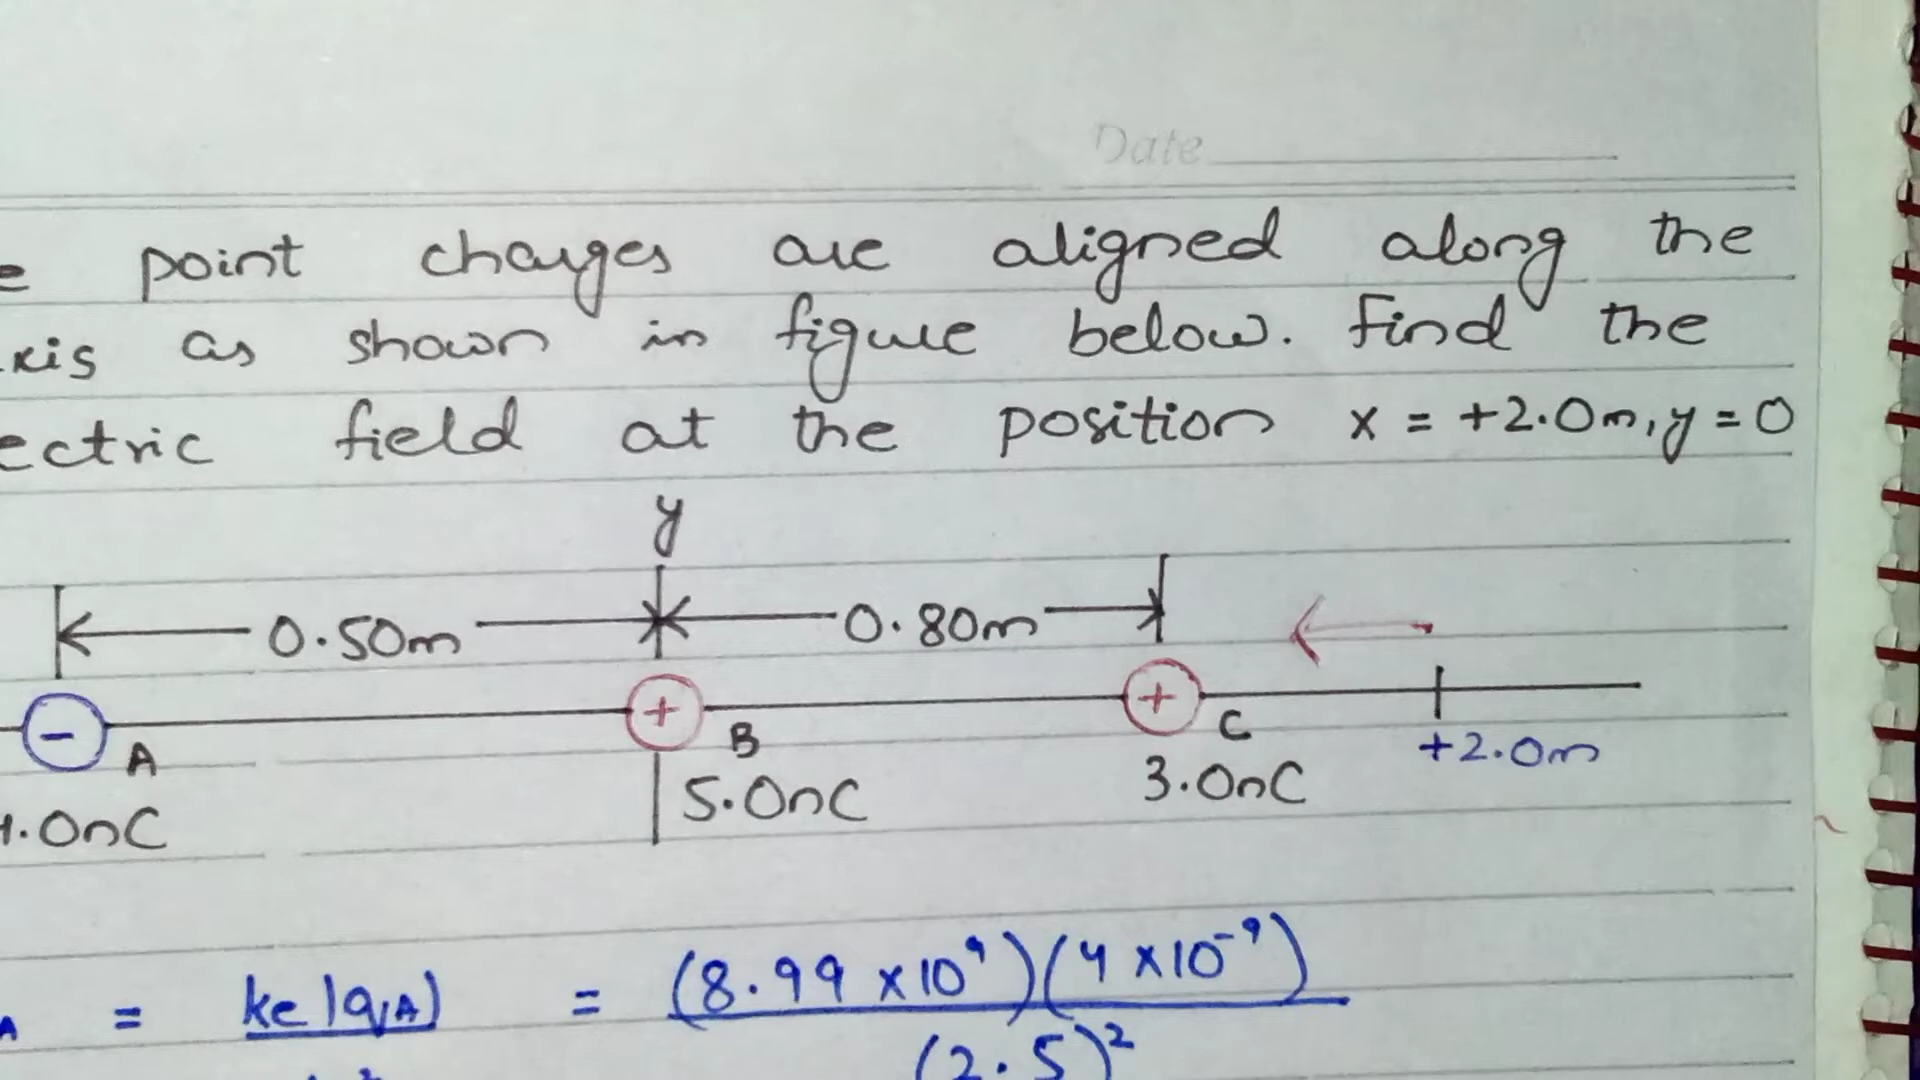 Date
e point charges are aligned along the
xis as shown in figure below. Find the
ectric field at the position x = +2.0m, y = 0
y
0.50m 0.80m
- A + B + C +2.0m
.0nC 5.0nC 3.0nC
A = ke|qA| = (8.99 × 10⁹)(4 × 10⁻⁹)
(2.5)²